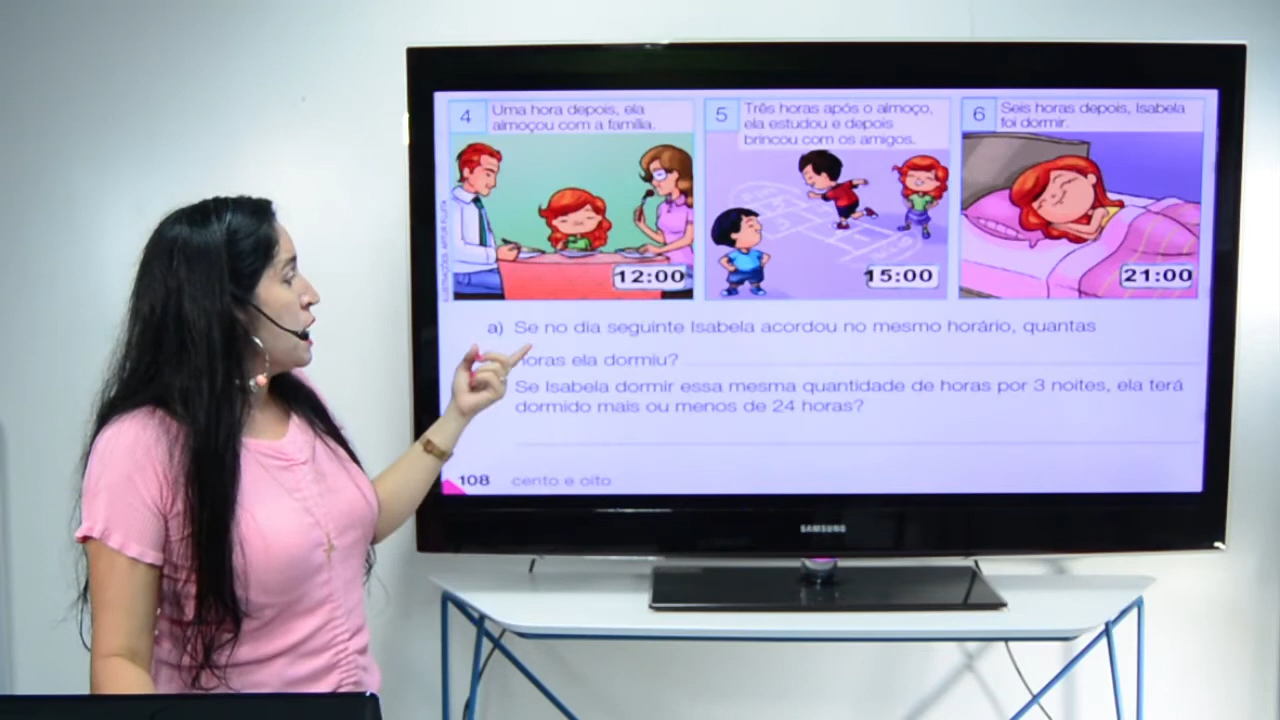 4 Uma hora depois, ela
almoçou com a família.
12:00
5 Três horas após o almoço,
ela estudou e depois
brincou com os amigos.
15:00
6 Seis horas depois, Isabela
foi dormir.
21:00
ILUSTRAÇÕES: ARTUR FUJITA
a) Se no dia seguinte Isabela acordou no mesmo horário, quantas
horas ela dormiu?
Se Isabela dormir essa mesma quantidade de horas por 3 noites, ela terá
dormido mais ou menos de 24 horas?
108 cento e oito
SAMSUNG